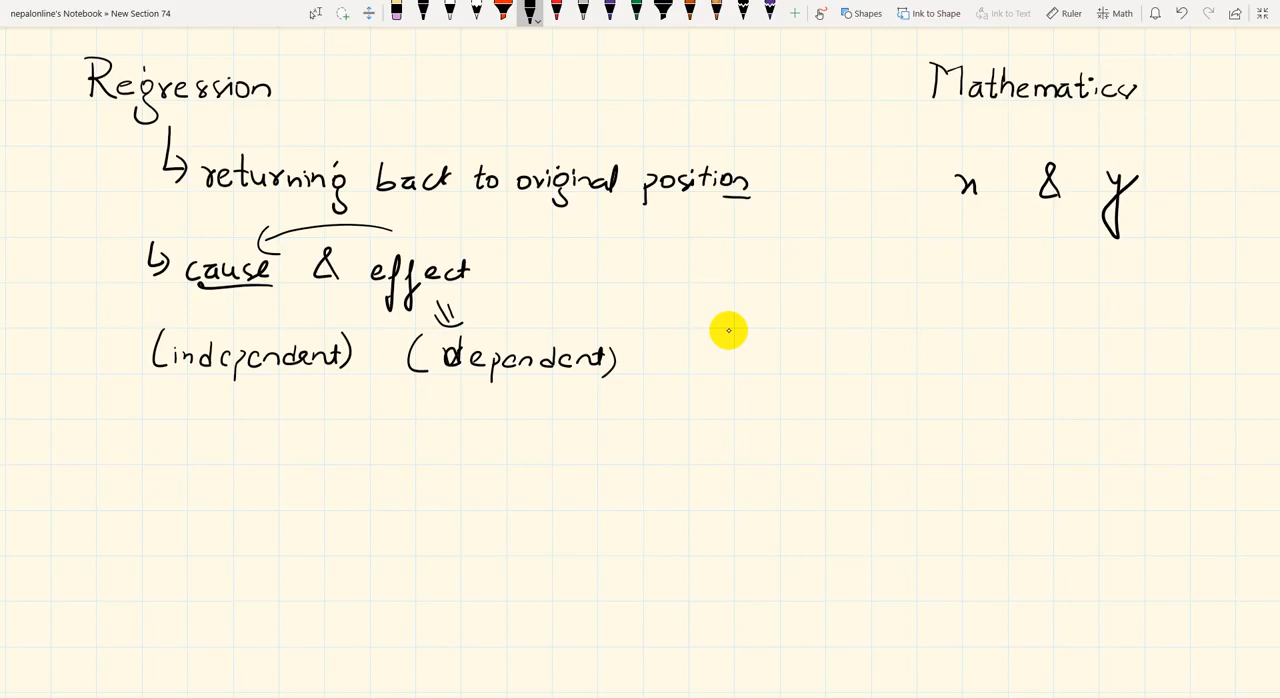 nepalonline's Notebook » New Section 74
Shapes Ink to Shape Ink to Text Ruler Math
Regression Mathematics
returning back to original position x & y
cause & effect
(independent) (dependent)